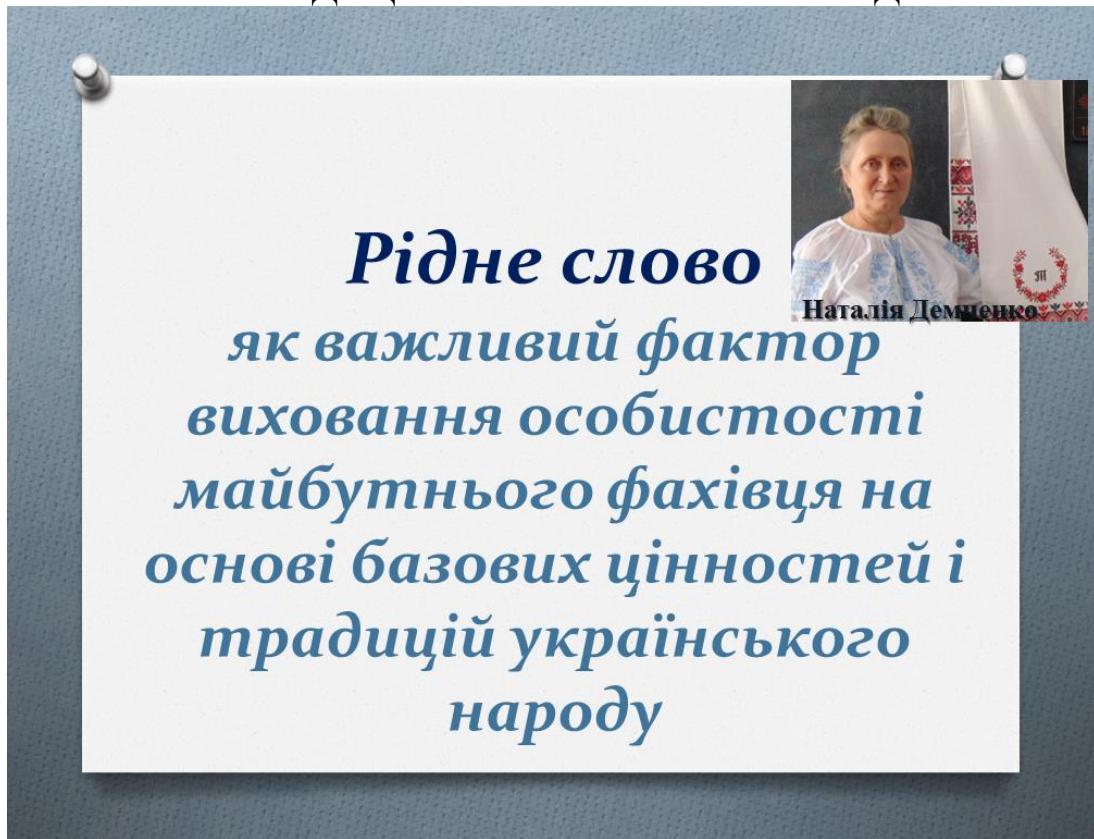 Рідне слово
Наталія Демченко
як важливий фактор
виховання особистості
майбутнього фахівця на
основі базових цінностей і
традицій українського
народу